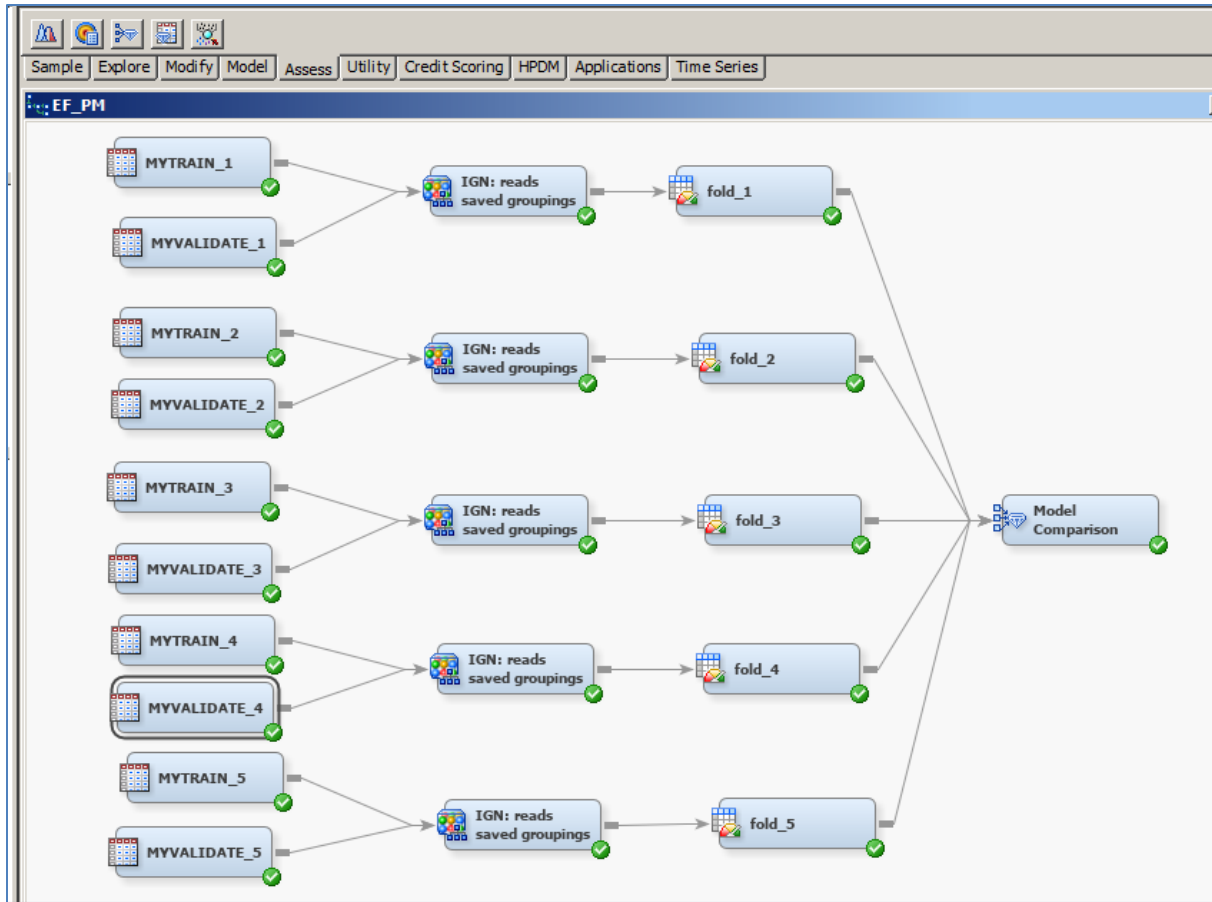 Sample Explore Modify Model Assess Utility Credit Scoring HPDM Applications Time Series
EF_PM
MYTRAIN_1
MYVALIDATE_1
IGN: reads
saved groupings
fold_1
MYTRAIN_2
MYVALIDATE_2
IGN: reads
saved groupings
fold_2
MYTRAIN_3
MYVALIDATE_3
IGN: reads
saved groupings
fold_3
MYTRAIN_4
MYVALIDATE_4
IGN: reads
saved groupings
fold_4
MYTRAIN_5
MYVALIDATE_5
IGN: reads
saved groupings
fold_5
Model
Comparison